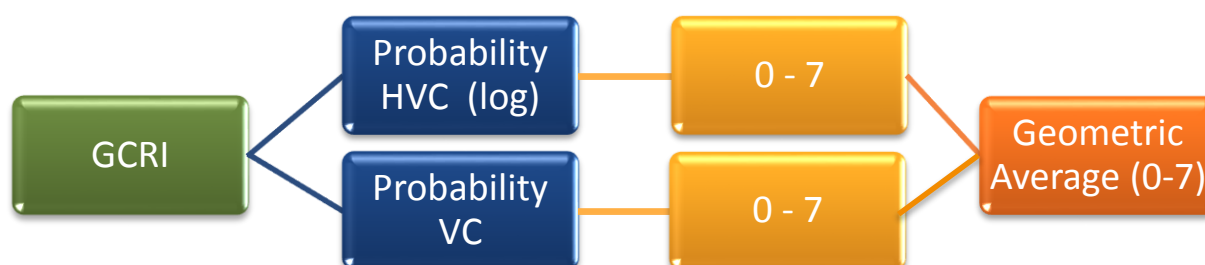 GCRI
Probability
HVC (log)
0 - 7
Probability
VC
0 - 7
Geometric
Average (0-7)